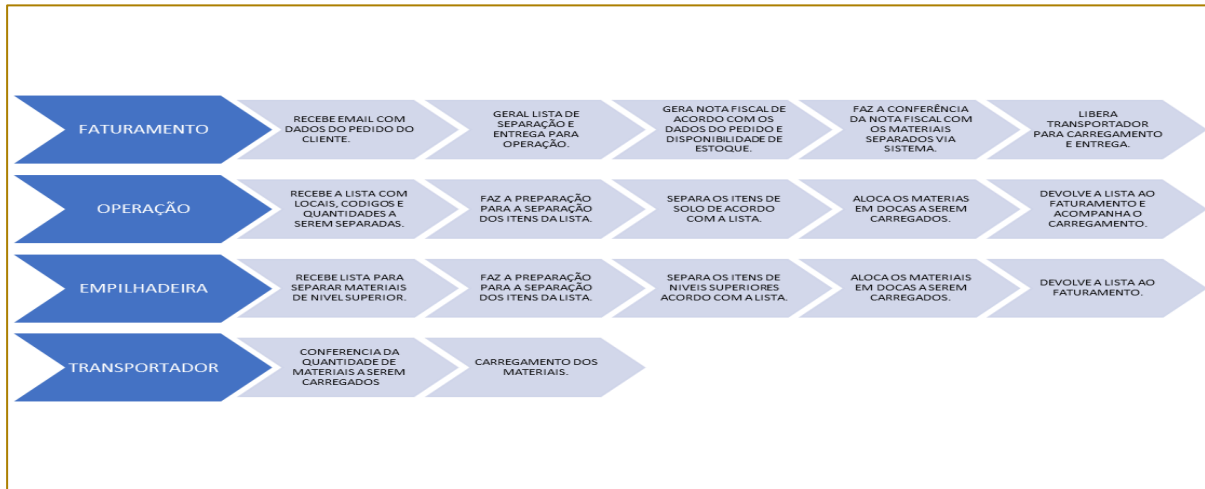 FATURAMENTO
RECEBE EMAIL COM
DADOS DO PEDIDO DO
CLIENTE.
GERAL LISTA DE
SEPARAÇÃO E
ENTREGA PARA
OPERAÇÃO.
GERA NOTA FISCAL DE
ACORDO COM OS
DADOS DO PEDIDO E
DISPONIBILIDADE DE
ESTOQUE.
FAZ A CONFERÊNCIA
DA NOTA FISCAL COM
OS MATERIAIS
SEPARADOS VIA
SISTEMA.
LIBERA
TRANSPORTADOR
PARA CARREGAMENTO
E ENTREGA.
OPERAÇÃO
RECEBE A LISTA COM
LOCAIS, CODIGOS E
QUANTIDADES A
SEREM SEPARADAS.
FAZ A PREPARAÇÃO
PARA A SEPARAÇÃO
DOS ITENS DA LISTA.
SEPARA OS ITENS DE
SOLO DE ACORDO
COM A LISTA.
ALOCA OS MATERIAS
EM DOCAS A SEREM
CARREGADOS.
DEVOLVE A LISTA AO
FATURAMENTO E
ACOMPANHA O
CARREGAMENTO.
EMPILHADEIRA
RECEBE LISTA PARA
SEPARAR MATERIAIS
DE NIVEL SUPERIOR.
FAZ A PREPARAÇÃO
PARA A SEPARAÇÃO
DOS ITENS DA LISTA.
SEPARA OS ITENS DE
NIVEIS SUPERIORES
ACORDO COM A LISTA.
ALOCA OS MATERIAIS
EM DOCAS A SEREM
CARREGADOS.
DEVOLVE A LISTA AO
FATURAMENTO.
TRANSPORTADOR
CONFERENCIA DA
QUANTIDADE DE
MATERIAIS A SEREM
CARREGADOS
CARREGAMENTO DOS
MATERIAIS.